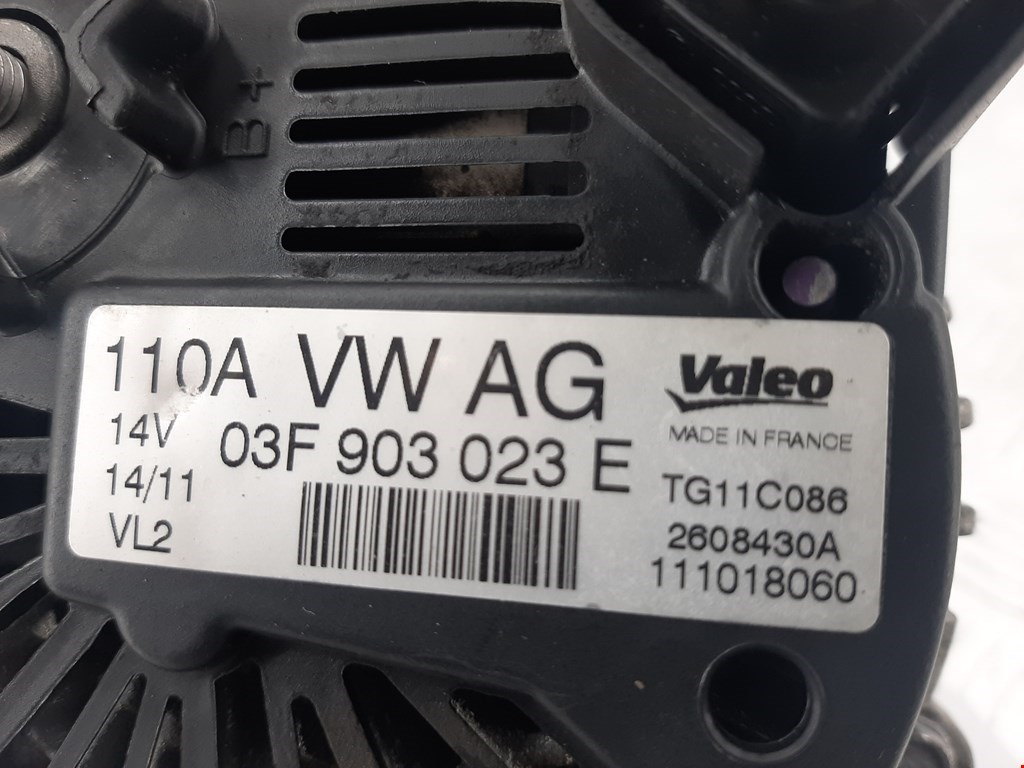 B+
110A VW AG
14V 03F 903 023 E
14/11
VL2
Valeo
MADE IN FRANCE
TG11C086
2608430A
111018060